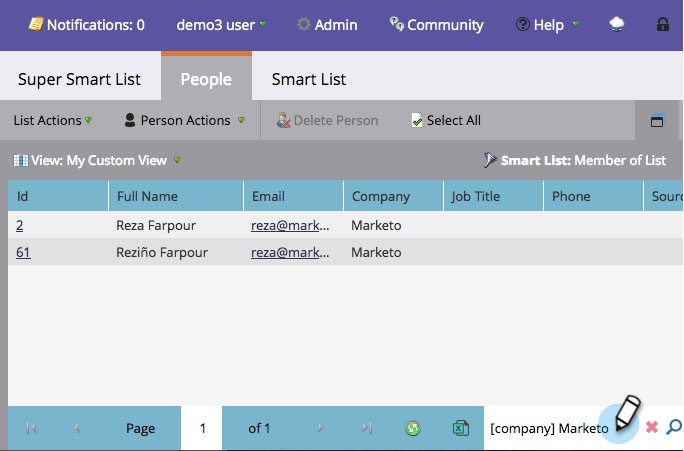 Notifications: 0 demo3 user Admin Community Help
Super Smart List People Smart List
List Actions Person Actions Delete Person Select All
View: My Custom View Smart List: Member of List
Id Full Name Email Company Job Title Phone Sourc
2 Reza Farpour reza@mark... Marketo
61 Reziño Farpour reza@mark... Marketo
Page 1 of 1 [company] Marketo